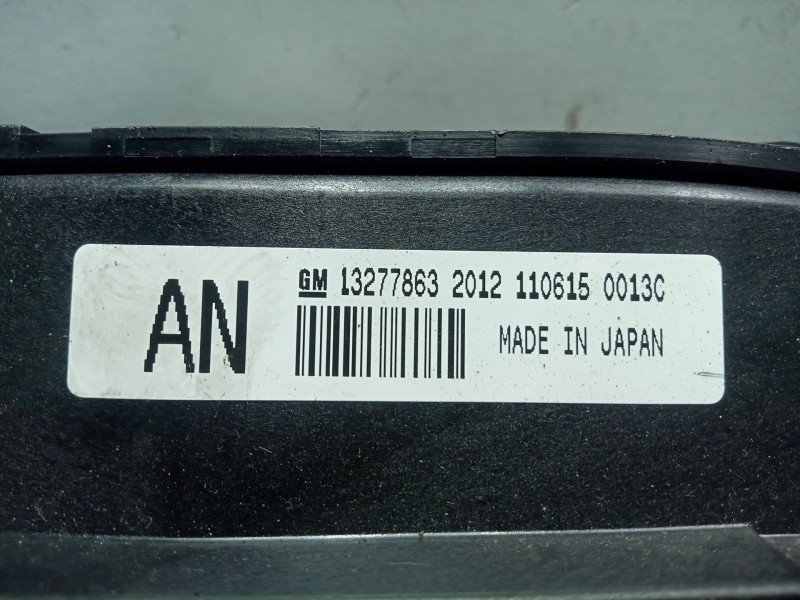 AN
GM 13277863 2012 110615 0013C
MADE IN JAPAN